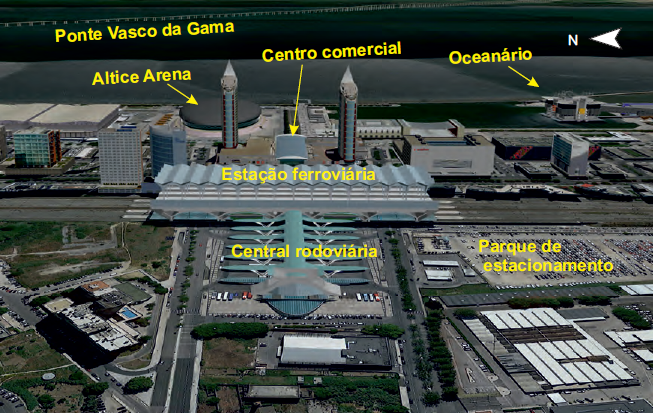 Ponte Vasco da Gama
Centro comercial
N
Oceanário
Altice Arena
Estação ferroviária
Central rodoviária
Parque de
estacionamento